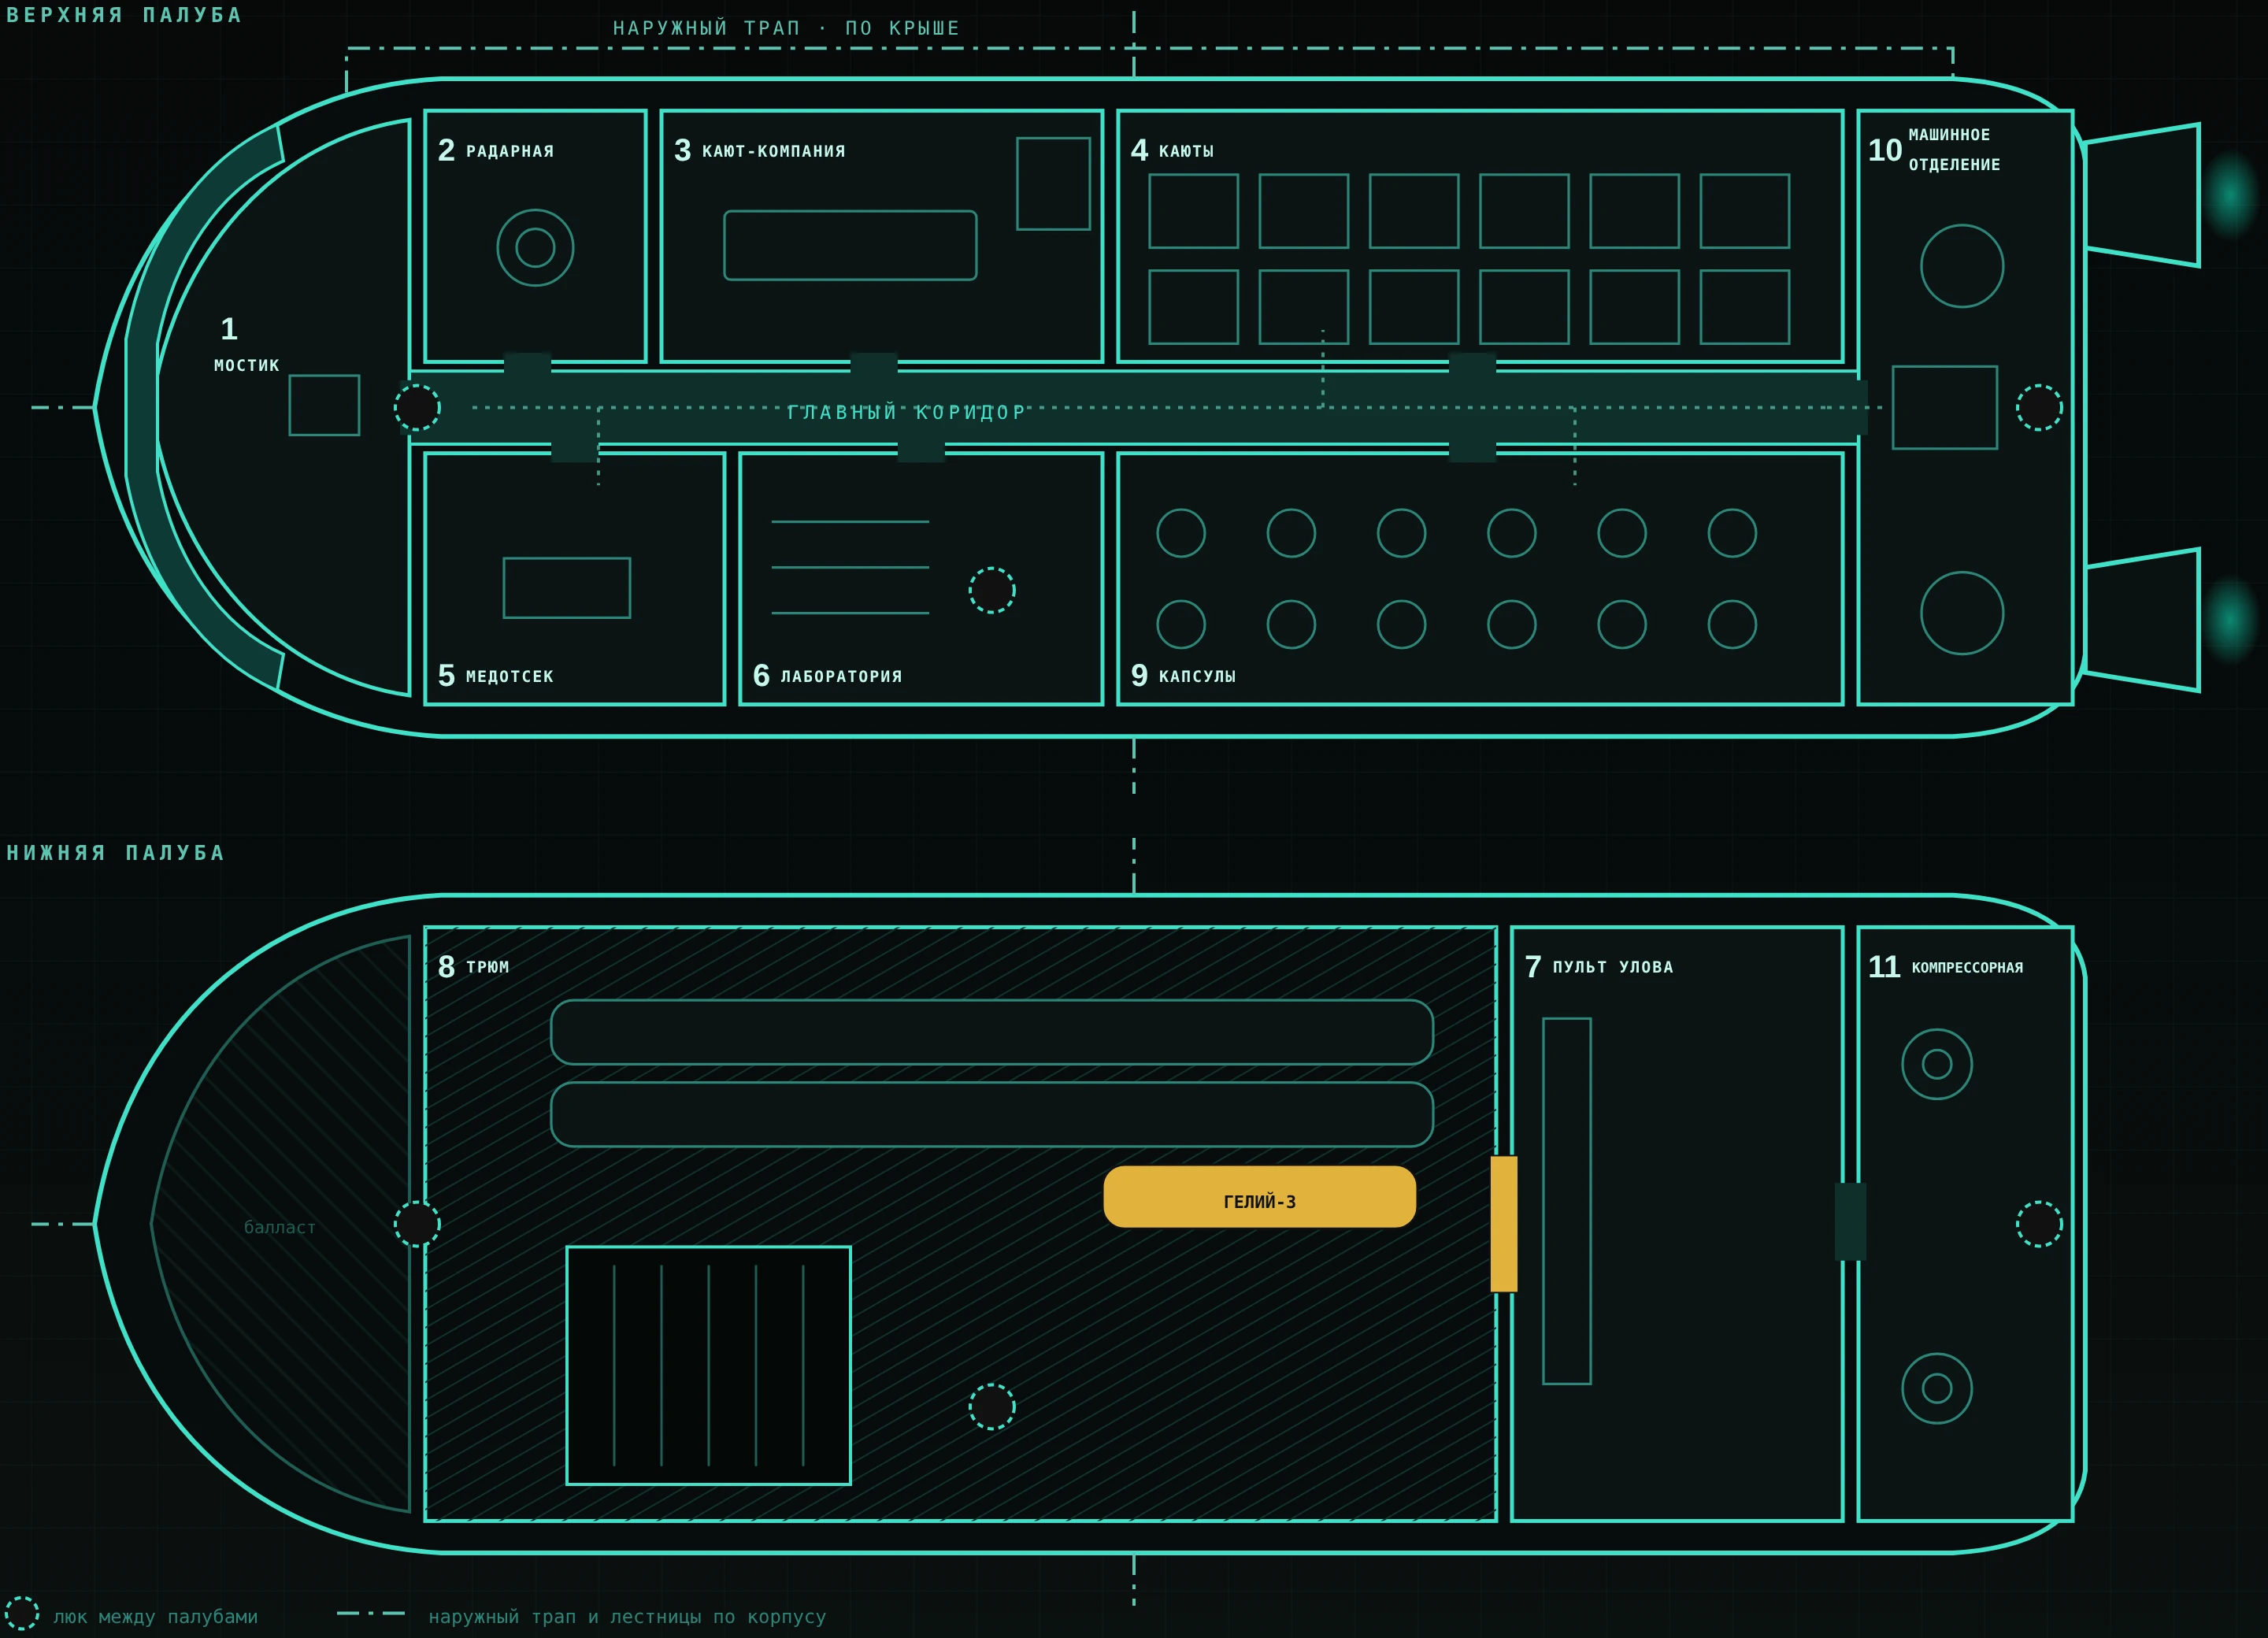 ВЕРХНЯЯ ПАЛУБА
НАРУЖНЫЙ ТРАП · ПО КРЫШЕ
1
МОСТИК
2 РАДАРНАЯ
3 КАЮТ-КОМПАНИЯ
4 КАЮТЫ
10 МАШИННОЕ
ОТДЕЛЕНИЕ
ГЛАВНЫЙ КОРИДОР
5 МЕДОТСЕК
6 ЛАБОРАТОРИЯ
9 КАПСУЛЫ
НИЖНЯЯ ПАЛУБА
8 ТРЮМ
7 ПУЛЬТ УЛОВА
11 КОМПРЕССОРНАЯ
ГЕЛИЙ-3
балласт
люк между палубами
наружный трап и лестницы по корпусу